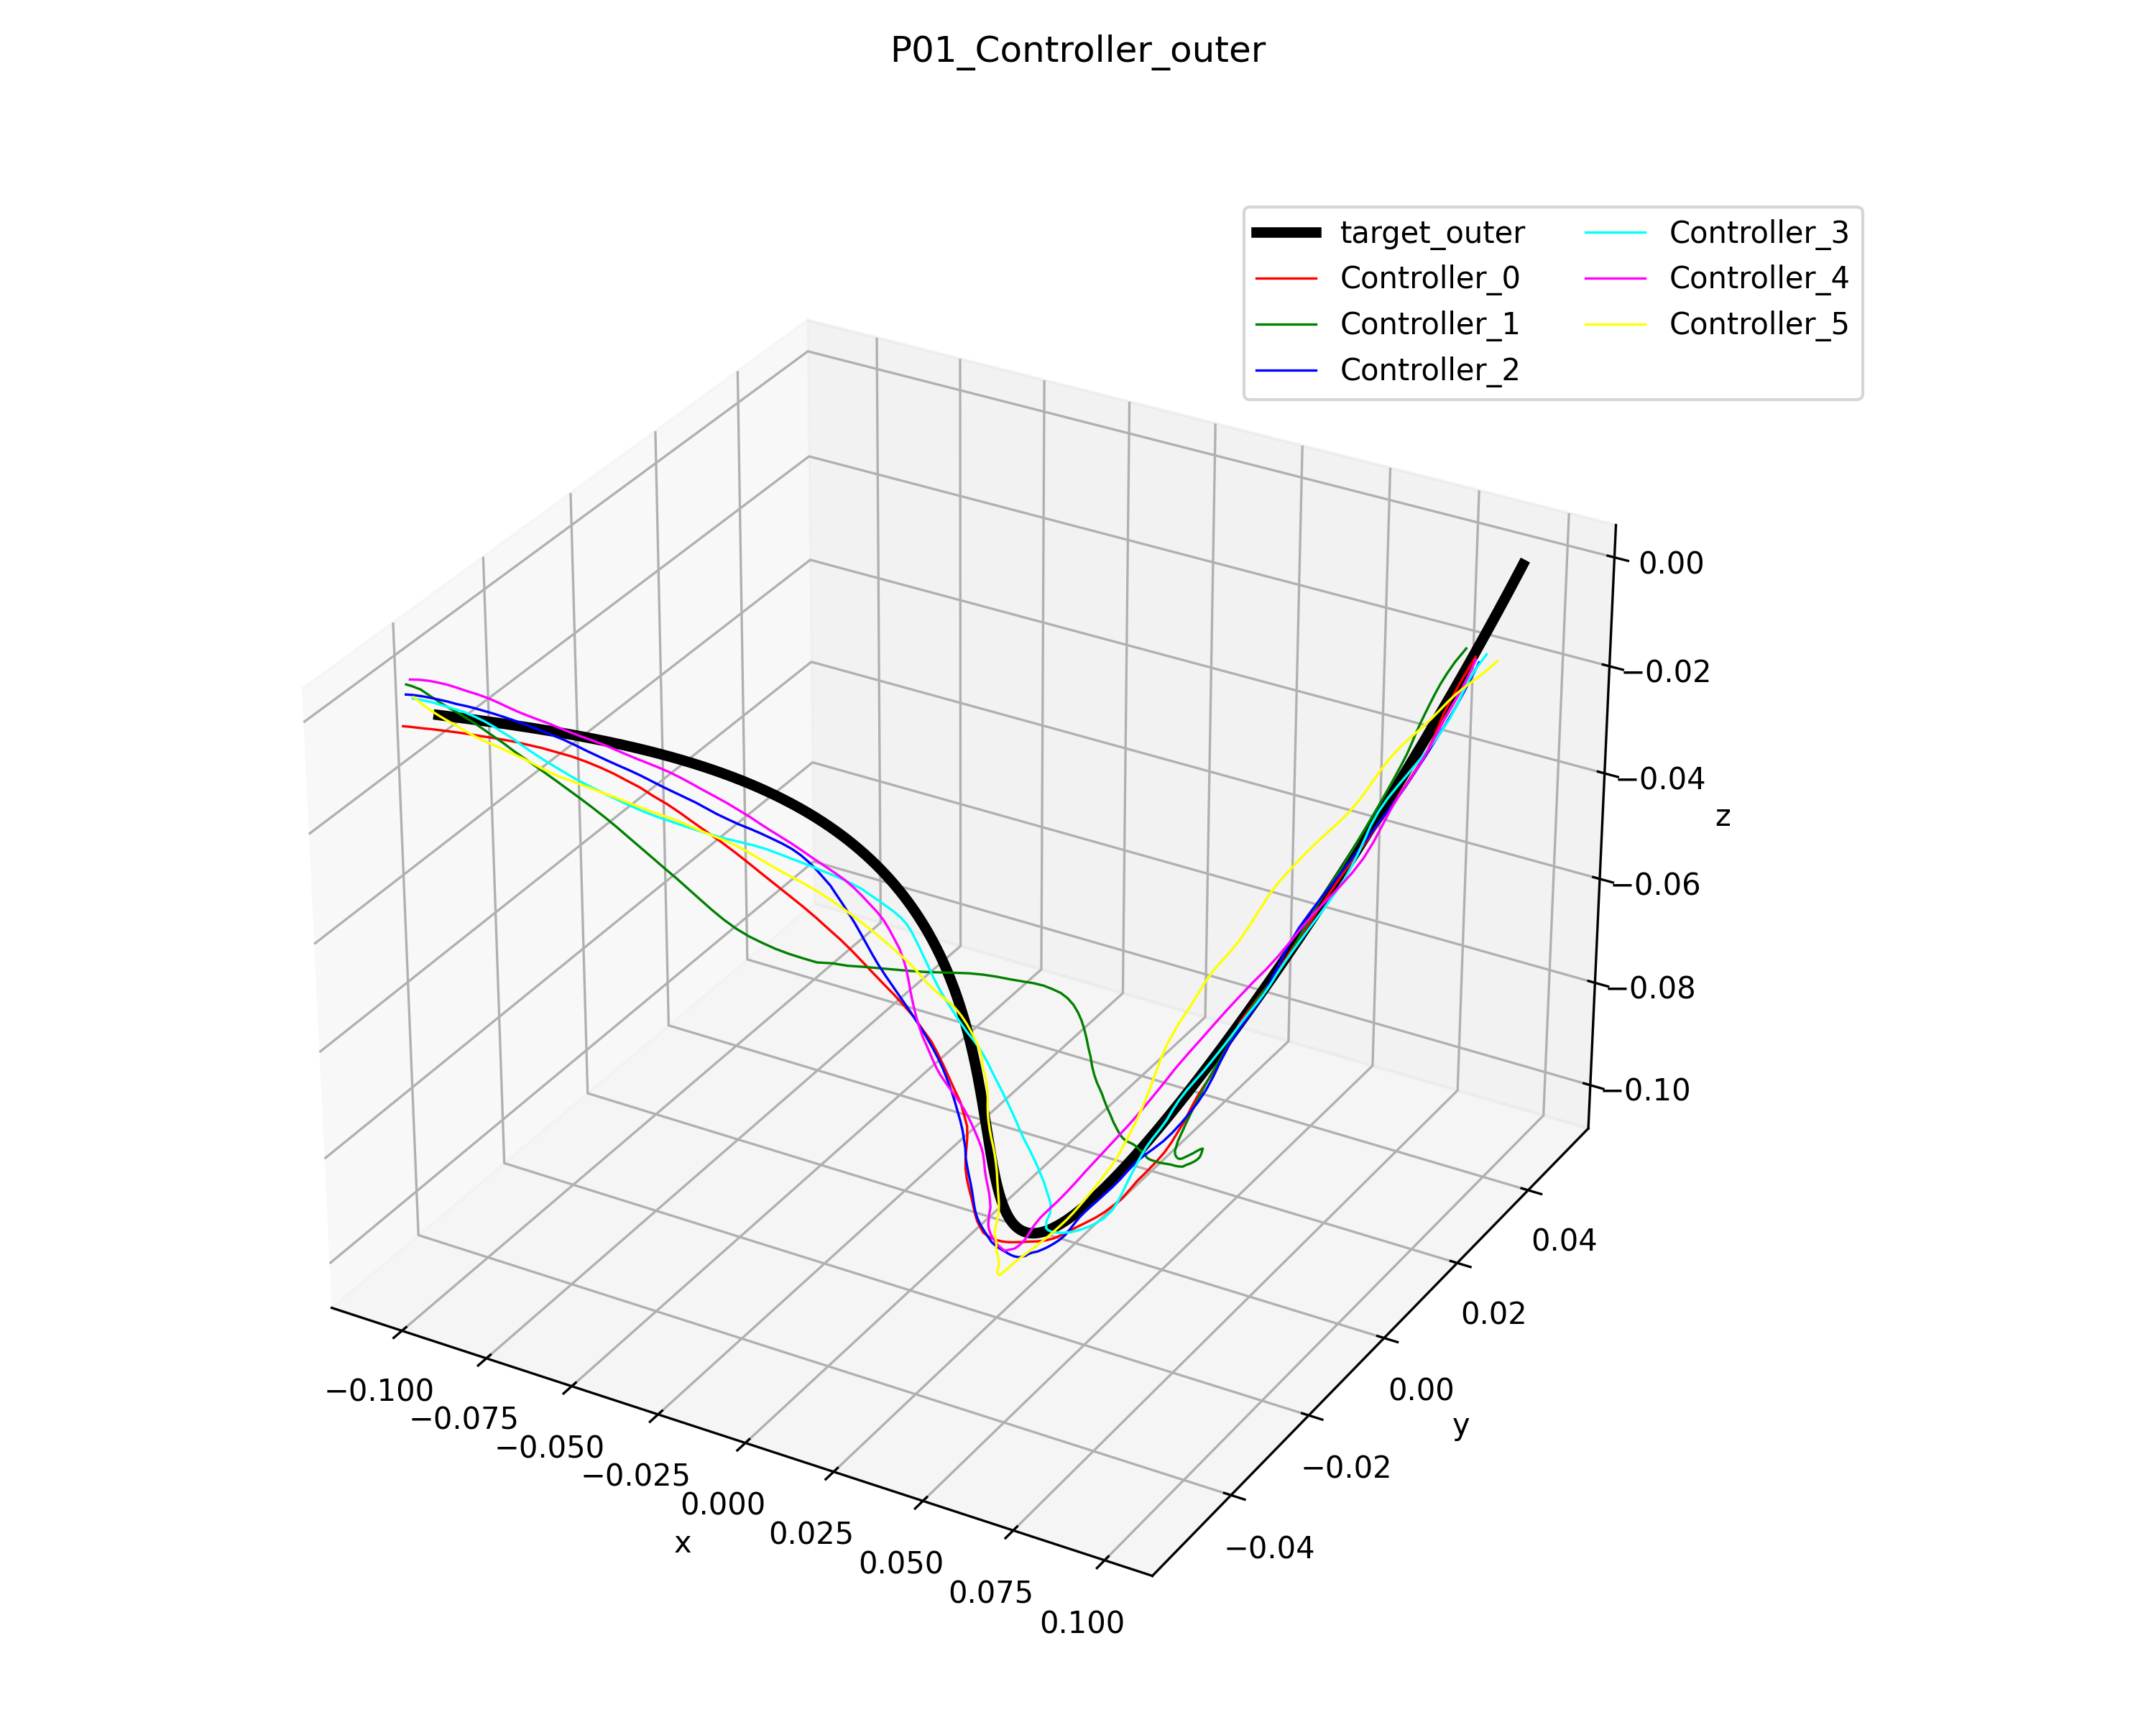 P01_Controller_outer
target_outer
Controller_0
Controller_1
Controller_2
Controller_3
Controller_4
Controller_5
0.00
−0.02
−0.04
z
−0.06
−0.08
−0.10
0.04
0.02
0.00
y
−0.02
−0.04
−0.100
−0.075
−0.050
−0.025
0.000
x
0.025
0.050
0.075
0.100